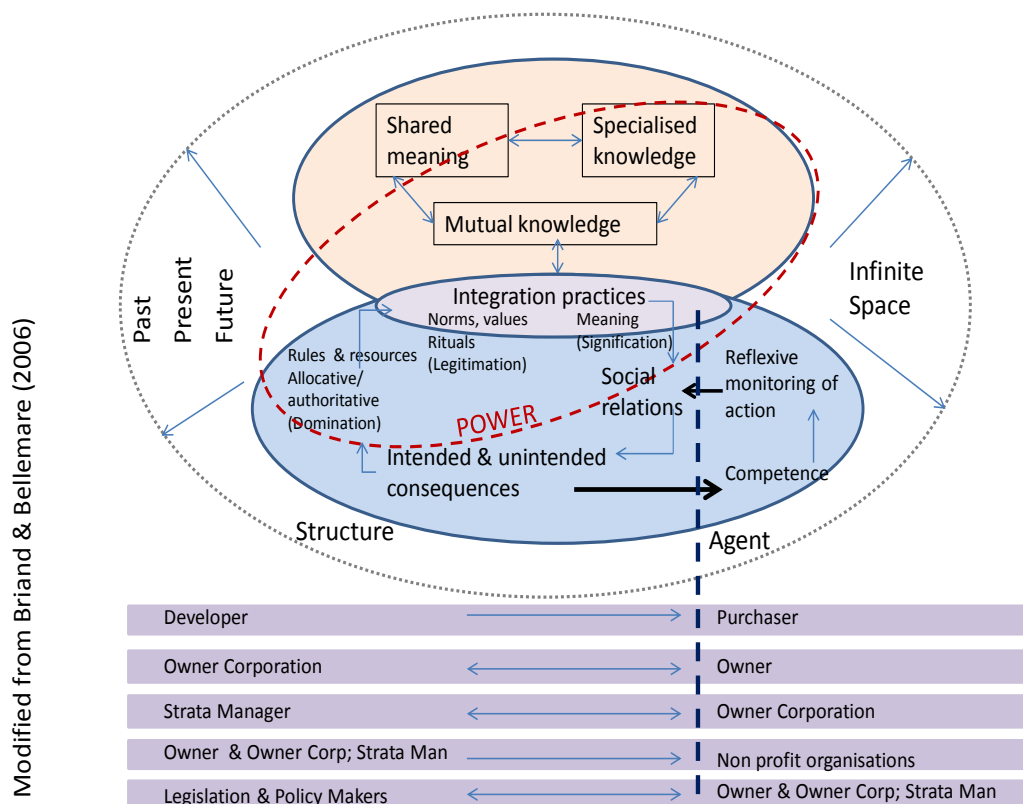 Shared
meaning
Specialised
knowledge
Mutual knowledge
Past
Present
Future
Infinite
Space
Integration practices
Norms, values
Rituals
(Legitimation)
Meaning
(Signification)
Rules & resources
Allocative/
authoritative
(Domination)
Social
relations
Reflexive
monitoring of
action
POWER
Intended & unintended
consequences
Competence
Structure
Agent
Modified from Briand & Bellemare (2006)
Developer
Purchaser
Owner Corporation
Owner
Strata Manager
Owner Corporation
Owner & Owner Corp; Strata Man
Non profit organisations
Legislation & Policy Makers
Owner & Owner Corp; Strata Man